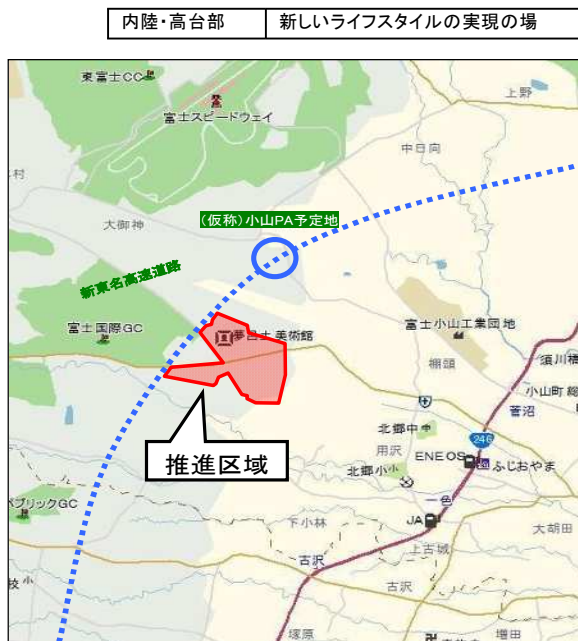 内陸・高台部 新しいライフスタイルの実現の場
東富士CC
富士スピードウェイ
上野
中日向
村
大御神
(仮称)小山PA予定地
新東名高速道路
富士国際GC
美術館
富士小山工業団地
棚頭
須川橋
小山町
菅沼
推進区域
北郷中
用沢
246
ENEOS
ふじおやま
北郷小
一色
パブリックGC
下小林
JA
大胡田
上古城
古沢
校
小
古沢
塚原
増田